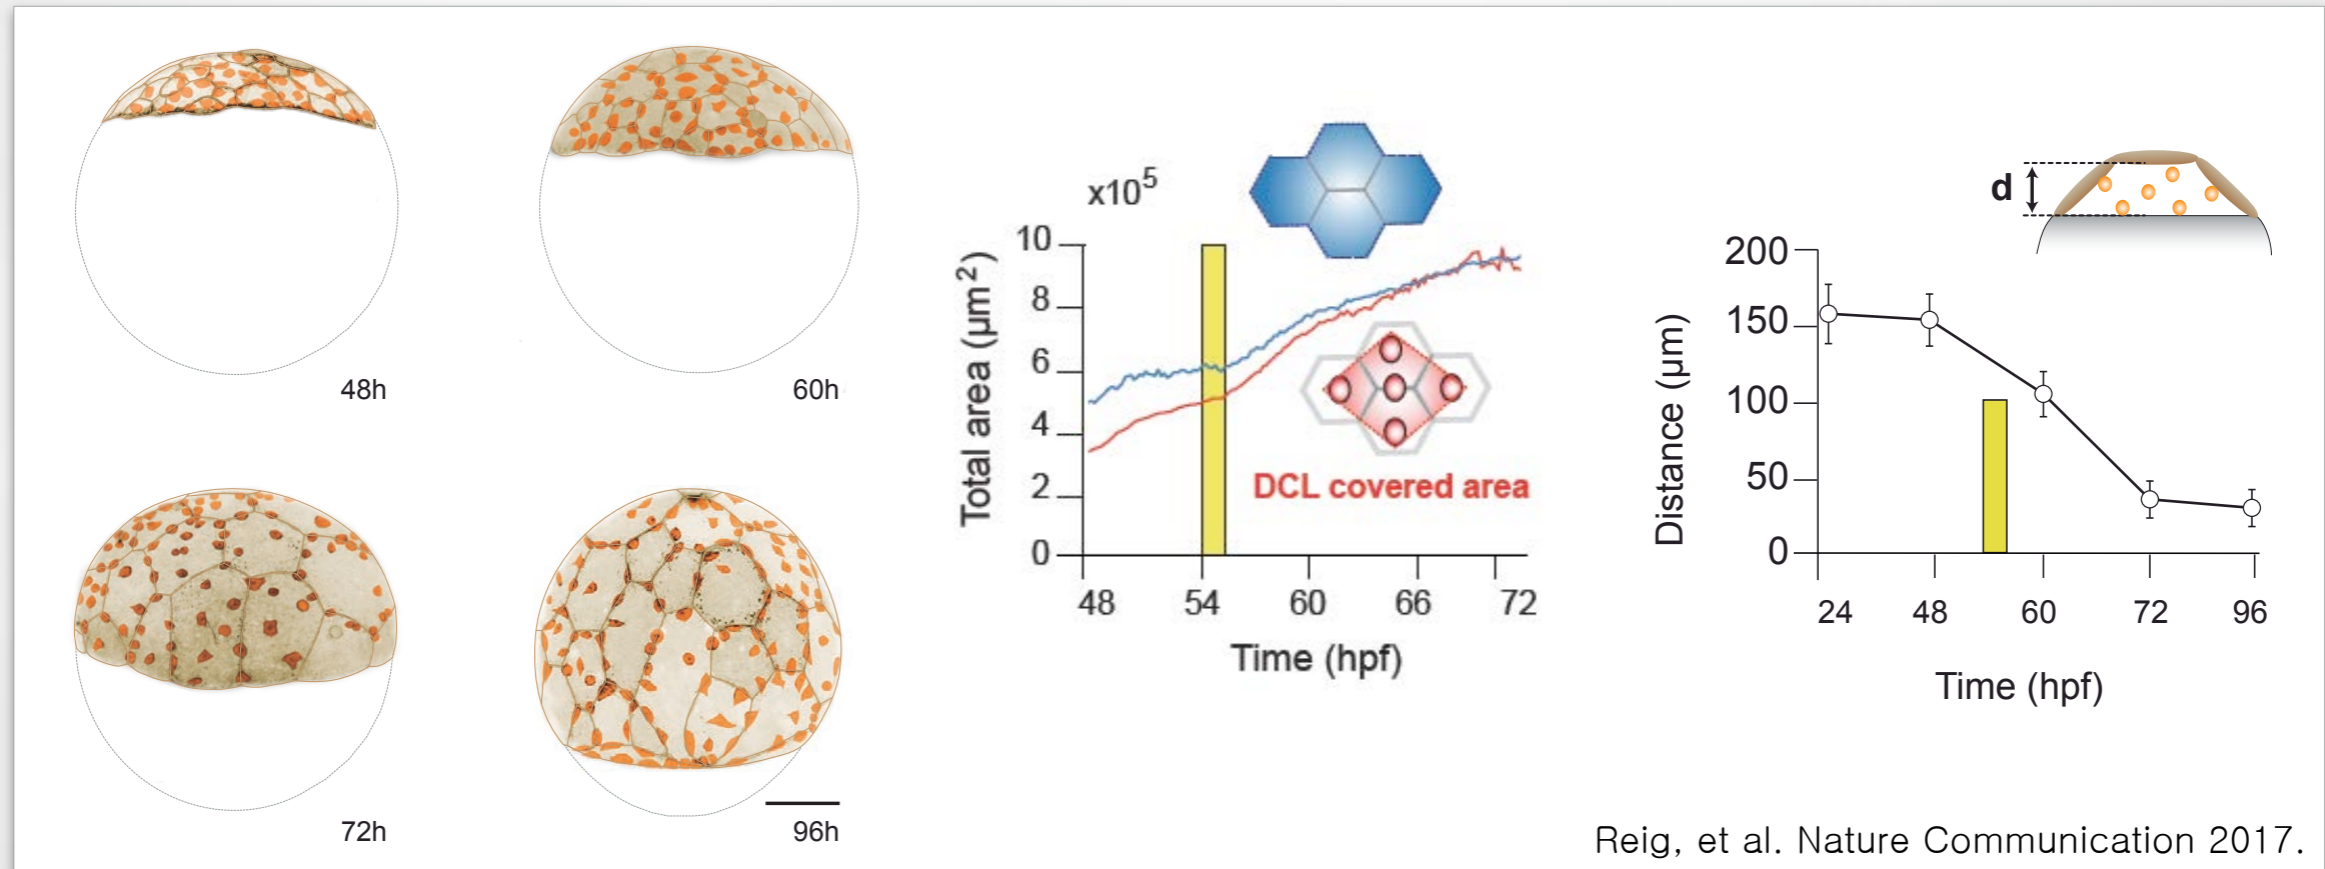 48h
60h
72h
96h
x10⁵
Total area (µm²)
10
8
6
4
2
0
48 54 60 66 72
Time (hpf)
DCL covered area
d
Distance (µm)
200
150
100
50
0
24 48 60 72 96
Time (hpf)
Reig, et al. Nature Communication 2017.